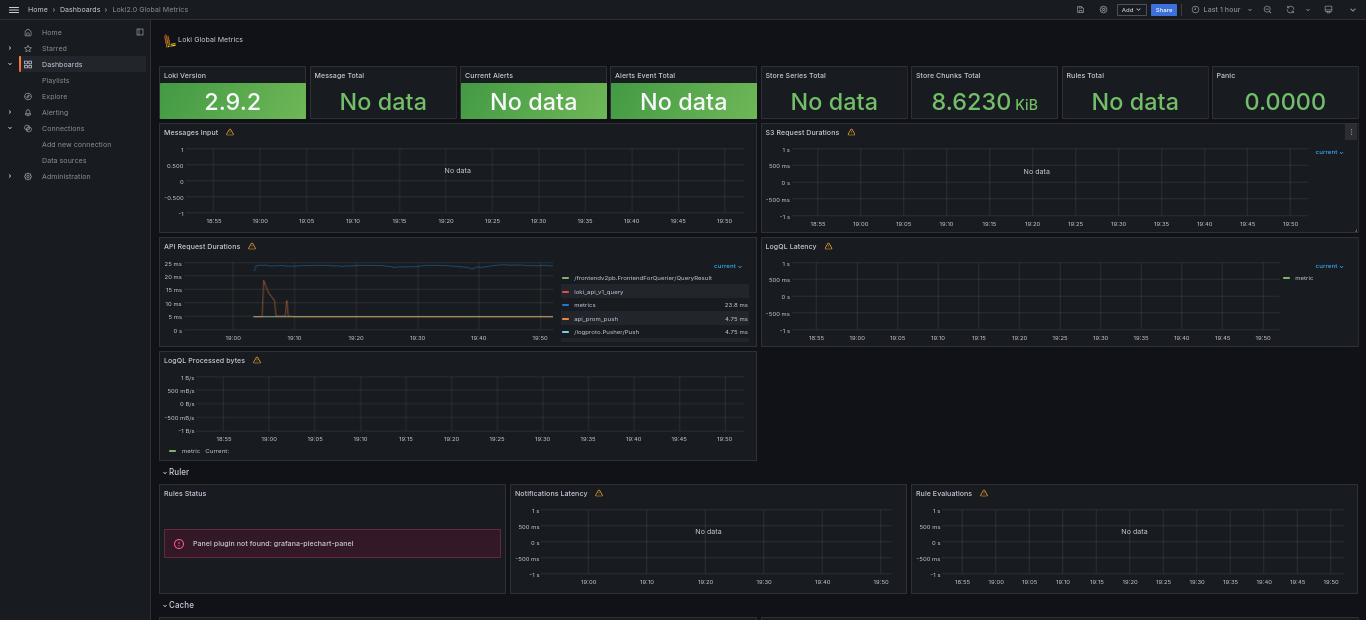 Home › Dashboards › Loki2.0 Global Metrics
Add
Share
Last 1 hour
Home
Starred
Dashboards
Playlists
Explore
Alerting
Connections
Add new connection
Data sources
Administration
Loki Global Metrics
Loki Version
2.9.2
Message Total
No data
Current Alerts
No data
Alerts Event Total
No data
Store Series Total
No data
Store Chunks Total
8.6230 KiB
Rules Total
No data
Panic
0.0000
Messages Input
1
0.500
0
-0.500
-1
No data
18:55 19:00 19:05 19:10 19:15 19:20 19:25 19:30 19:35 19:40 19:45 19:50
S3 Request Durations
1 s
500 ms
0 s
-500 ms
-1 s
No data
current
18:55 19:00 19:05 19:10 19:15 19:20 19:25 19:30 19:35 19:40 19:45 19:50
API Request Durations
25 ms
20 ms
15 ms
10 ms
5 ms
0 s
19:00 19:10 19:20 19:30 19:40 19:50
current
/frontendv2pb.FrontendForQuerier/QueryResult
loki_api_v1_query
metrics 23.8 ms
api_prom_push 4.75 ms
/logproto.Pusher/Push 4.75 ms
LogQL Latency
1 s
500 ms
0 s
-500 ms
-1 s
18:55 19:00 19:05 19:10 19:15 19:20 19:25 19:30 19:35 19:40 19:45 19:50
current
metric
LogQL Processed bytes
1 B/s
500 mB/s
0 B/s
-500 mB/s
-1 B/s
18:55 19:00 19:05 19:10 19:15 19:20 19:25 19:30 19:35 19:40 19:45 19:50
metric Current:
Ruler
Rules Status
Panel plugin not found: grafana-piechart-panel
Notifications Latency
1 s
500 ms
0 s
-500 ms
-1 s
No data
19:00 19:10 19:20 19:30 19:40 19:50
Rule Evaluations
1 s
500 ms
0 s
-500 ms
-1 s
No data
18:55 19:00 19:05 19:10 19:15 19:20 19:25 19:30 19:35 19:40 19:45 19:50
Cache